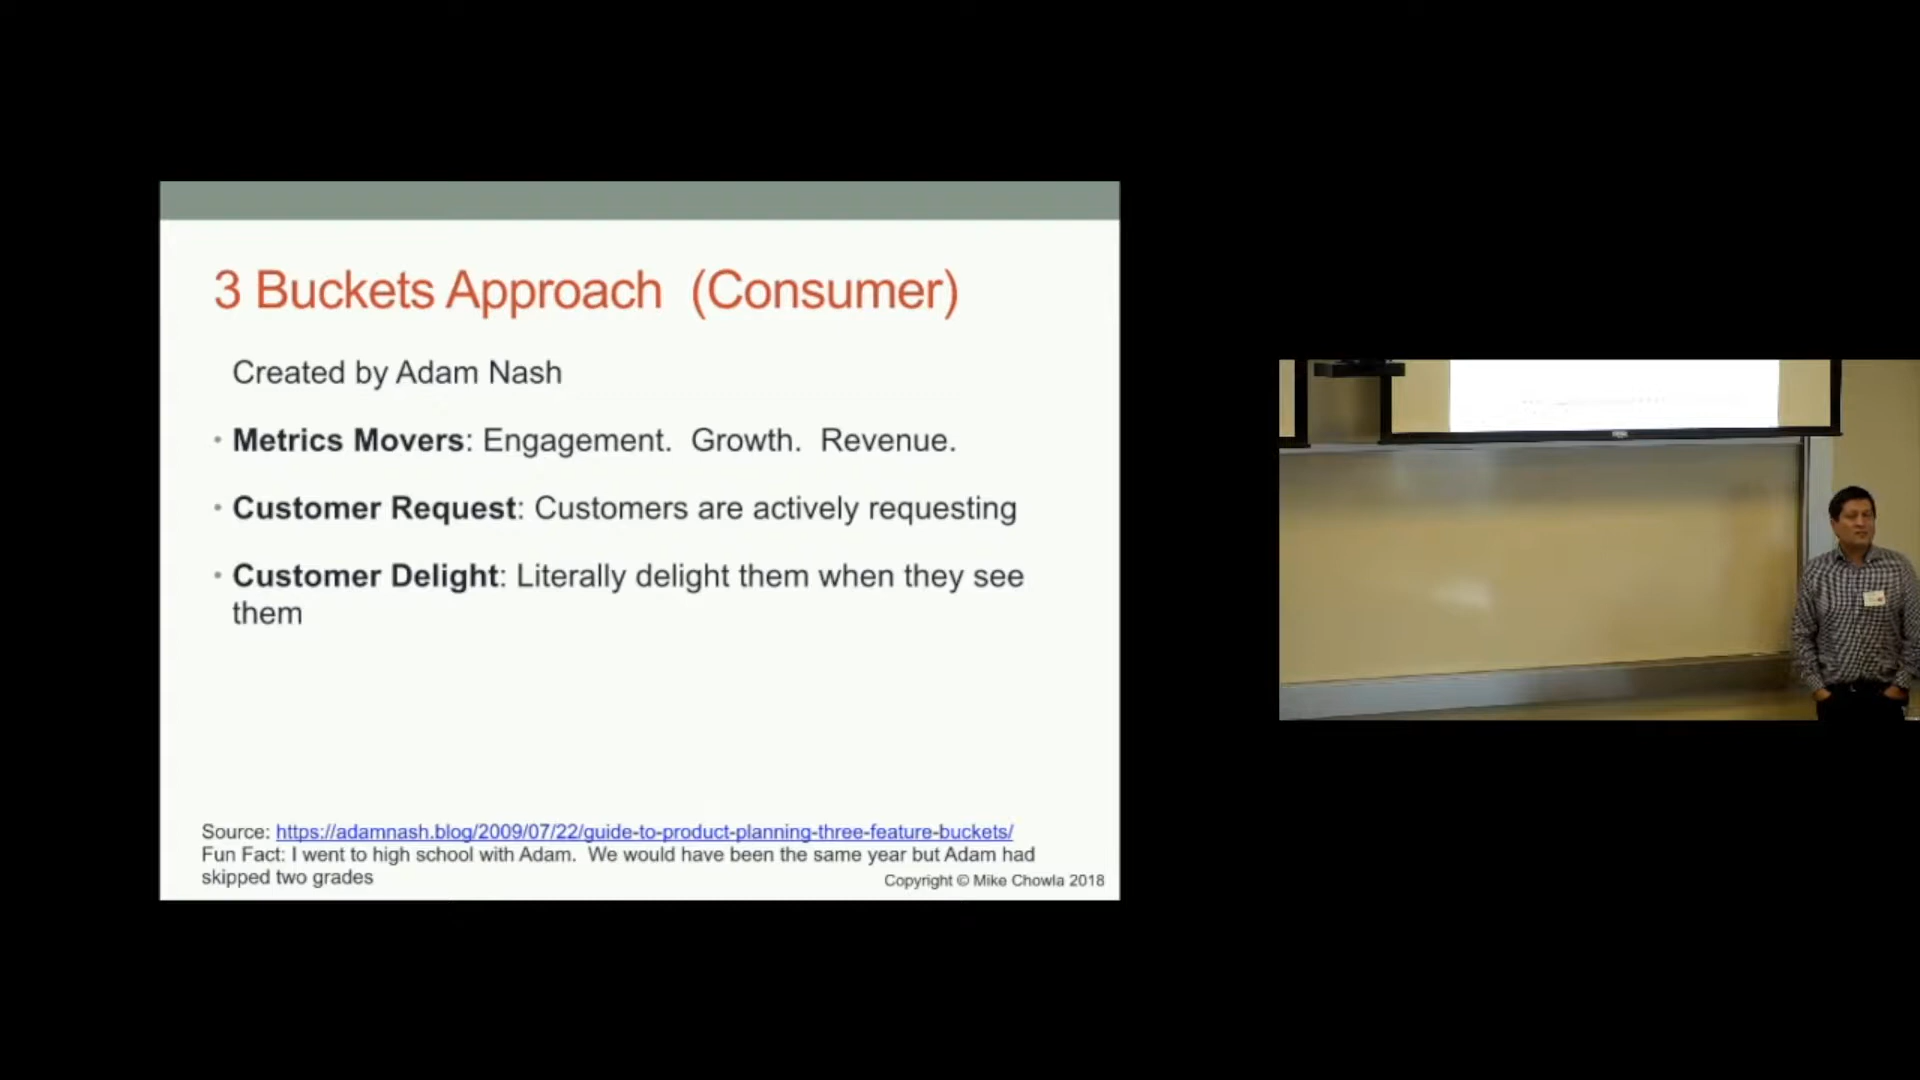 3 Buckets Approach (Consumer)
Created by Adam Nash
• Metrics Movers: Engagement. Growth. Revenue.
• Customer Request: Customers are actively requesting
• Customer Delight: Literally delight them when they see
them
Source: https://adamnash.blog/2009/07/22/guide-to-product-planning-three-feature-buckets/
Fun Fact: I went to high school with Adam. We would have been the same year but Adam had
skipped two grades
Copyright © Mike Chowla 2018